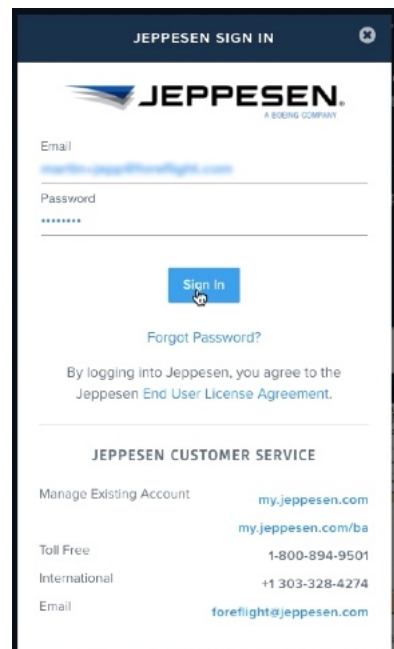 JEPPESEN SIGN IN
JEPPESEN.
A BOEING COMPANY
Email
Password
Sign In
Forgot Password?
By logging into Jeppesen, you agree to the
Jeppesen End User License Agreement.
JEPPESEN CUSTOMER SERVICE
Manage Existing Account my.jeppesen.com
my.jeppesen.com/ba
Toll Free 1-800-894-9501
International +1 303-328-4274
Email foreflight@jeppesen.com